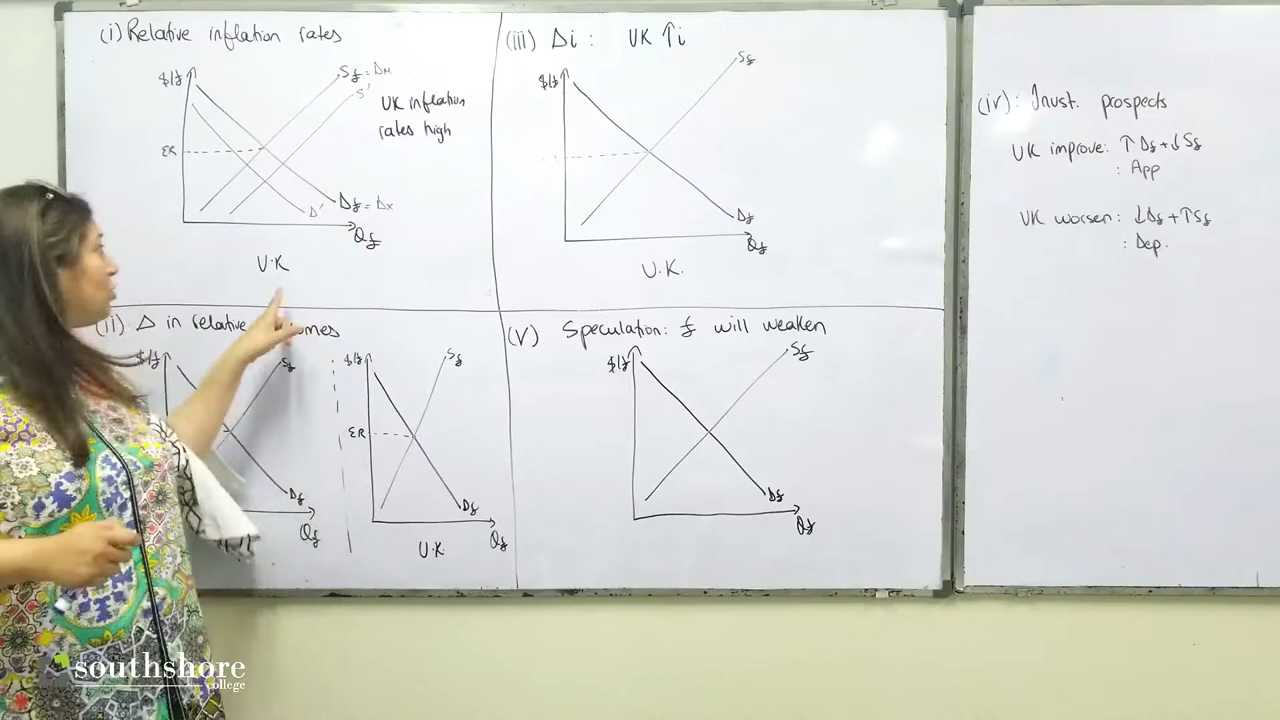 (i) Relative inflation rates
$/£
S£ = Dm
S'
UK inflation
rates high
ER
D'
D£ = Dx
Q£
U.K
(ii) Δ in relative
$/£
S£
D£
Q£
$/£
S£
ER
D£
Q£
U.K.
(iii) Δi : UK ↑i
$/£
S£
D£
Q£
U.K.
(v) Speculation: £ will weaken
$/£
S£
D£
Q£
(iv): Inust. prospects
UK improve: ↑D£+↓S£
: App
UK worsen: ↓D£+↑S£
: Dep.
southshore
college